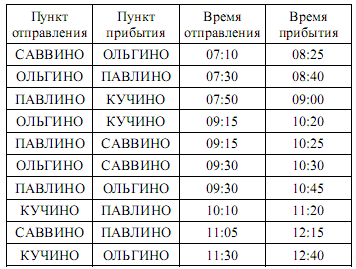 Пункт отправления Пункт прибытия Время отправления Время прибытия
САВВИНО ОЛЬГИНО 07:10 08:25
ОЛЬГИНО ПАВЛИНО 07:30 08:40
ПАВЛИНО КУЧИНО 07:50 09:00
ОЛЬГИНО КУЧИНО 09:15 10:20
ПАВЛИНО САВВИНО 09:15 10:25
ОЛЬГИНО САВВИНО 09:30 10:30
ПАВЛИНО ОЛЬГИНО 09:30 10:45
КУЧИНО ПАВЛИНО 10:10 11:20
САВВИНО ПАВЛИНО 11:05 12:15
КУЧИНО ОЛЬГИНО 11:30 12:40